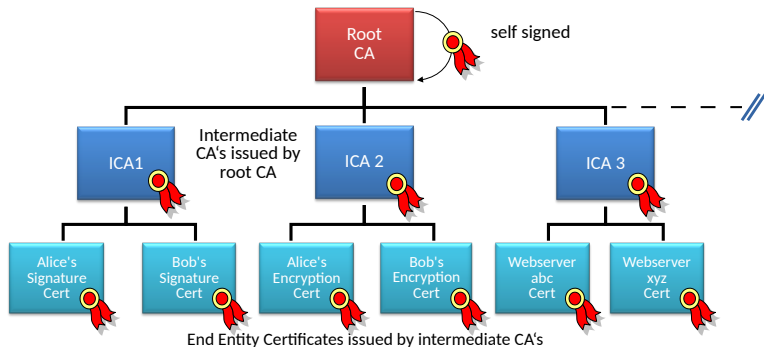 Root
CA
self signed
Intermediate
CA‘s issued by
root CA
ICA1
ICA 2
ICA 3
Alice's
Signature
Cert
Bob's
Signature
Cert
Alice's
Encryption
Cert
Bob's
Encryption
Cert
Webserver
abc
Cert
Webserver
xyz
Cert
End Entity Certificates issued by intermediate CA‘s